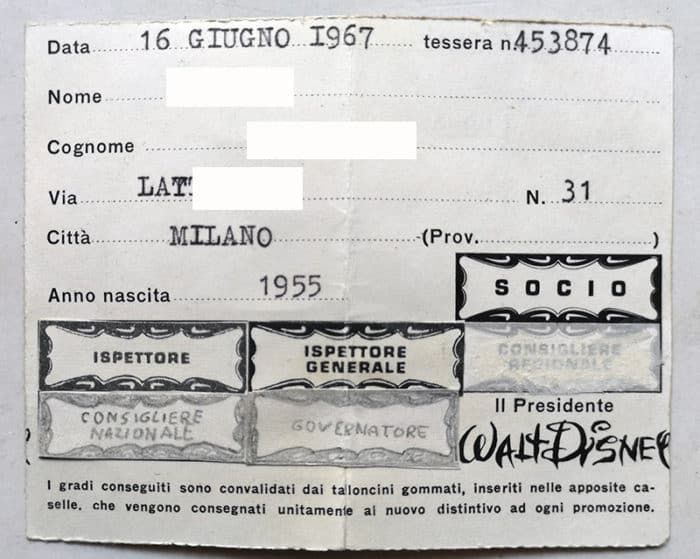 Data 16 GIUGNO 1967 tessera n. 453874
Nome
Cognome
Via LAT N. 31
Città MILANO (Prov. )
Anno nascita 1955
SOCIO
ISPETTORE ISPETTORE GENERALE CONSIGLIERE REGIONALE
CONSIGLIERE NAZIONALE GOVERNATORE
Il Presidente
WALT DISNEY
I gradi conseguiti sono convalidati dai talloncini gommati, inseriti nelle apposite ca-
selle, che vengono consegnati unitamente al nuovo distintivo ad ogni promozione.